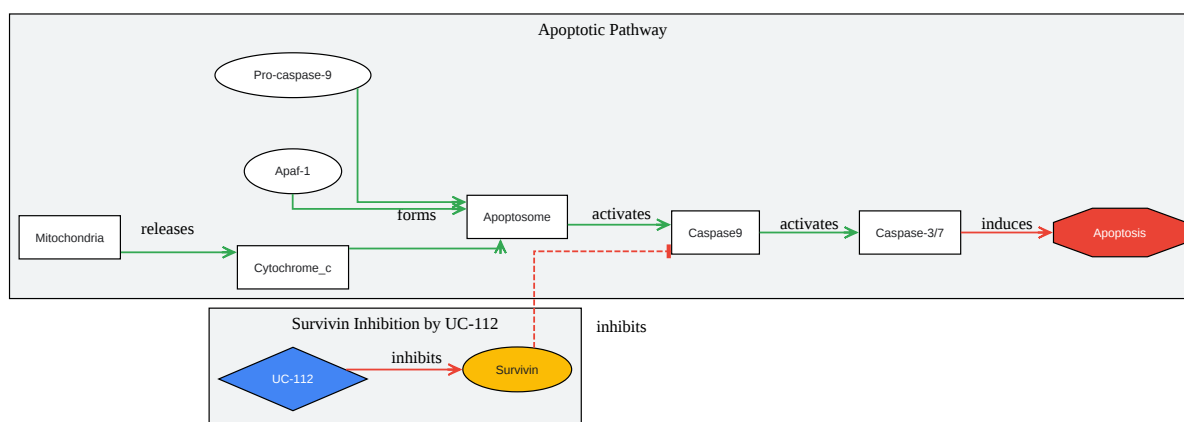 Apoptotic Pathway
Pro-caspase-9
Apaf-1
forms
Apoptosome
activates
Caspase9
activates
Caspase-3/7
induces
Apoptosis
Mitochondria
releases
Cytochrome_c
Survivin Inhibition by UC-112
inhibits
UC-112
inhibits
Survivin